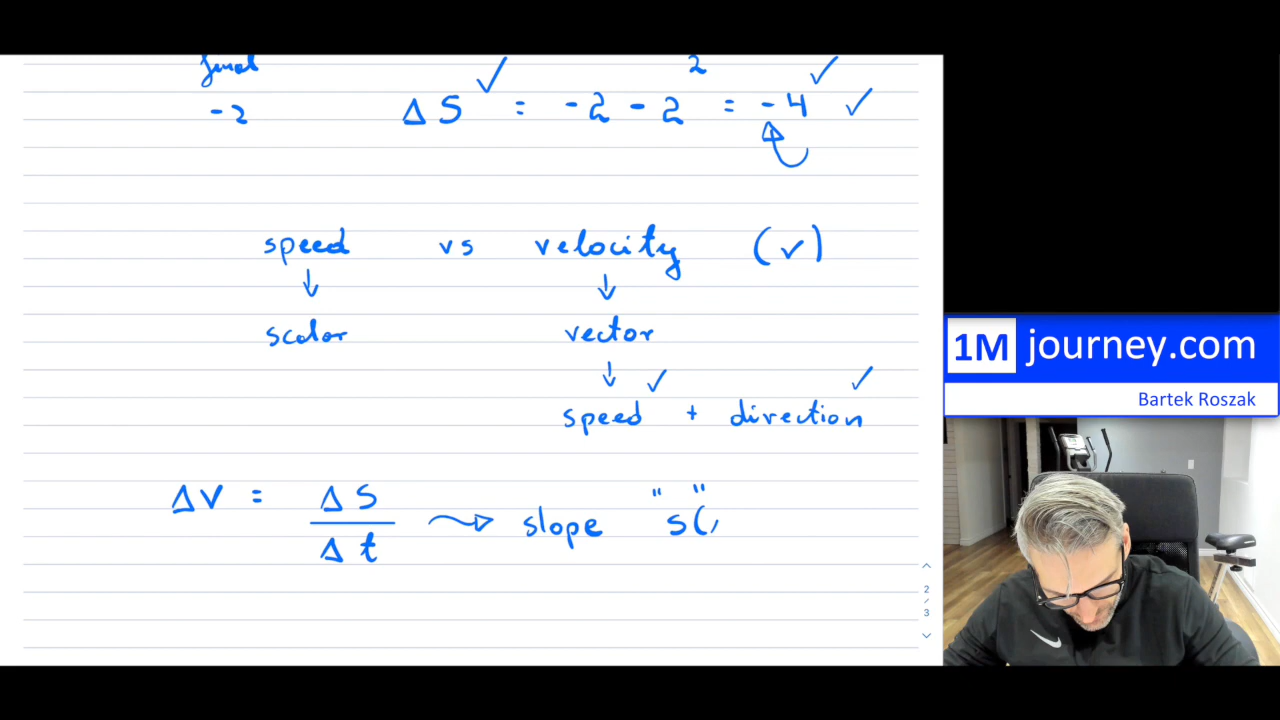 final
2
-2 Δ S ✓ = -2 - 2 = -4 ✓ ✓
speed vs velocity (v)
↓ ↓
scalar vector
↓ ✓ ✓
speed + direction
ΔV = ΔS / Δt → slope "s("
1M journey.com
Bartek Roszak
2
/
3